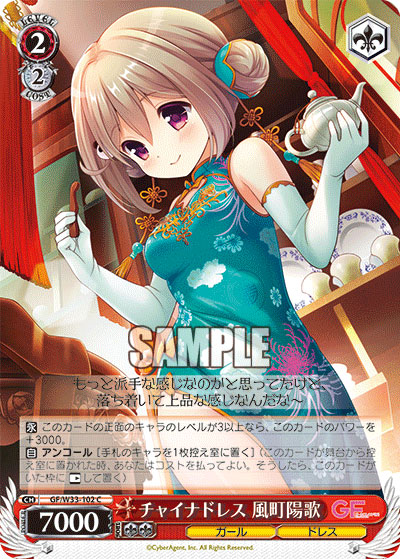 LEVEL
2
2
COST
SAMPLE
もっと派手な感じなのかと思ってたけど、
落ち着いて上品な感じなんだな～
永 このカードの正面のキャラのレベルが3以上なら、このカードのパワーを
+3000。
自 アンコール [手札のキャラを1枚控え室に置く]（このカードが舞台から
控え室に置かれた時、あなたはコストを払ってよい。そうしたら、このカード
がいた枠にレストして置く）
CH GF/W33-102 C
チャイナドレス 風町陽歌
GF
7000
ガール
ドレス
©CyberAgent, Inc. All Rights Reserved.